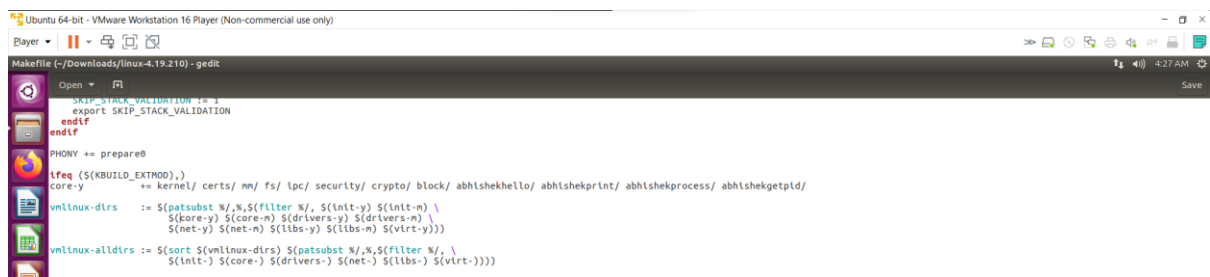 Ubuntu 64-bit - VMware Workstation 16 Player (Non-commercial use only)
Player
Makefile (~/Downloads/linux-4.19.210) - gedit
4:27 AM
Open
Save
SKIP_STACK_VALIDATION := 1
export SKIP_STACK_VALIDATION
endif
endif
PHONY += prepare0
ifeq ($(KBUILD_EXTMOD),)
core-y += kernel/ certs/ mm/ fs/ ipc/ security/ crypto/ block/ abhishekhello/ abhishekprint/ abhishekprocess/ abhishekgetpid/
vmlinux-dirs := $(patsubst %/,%,$(filter %/, $(init-y) $(init-m) \
$(core-y) $(core-m) $(drivers-y) $(drivers-m) \
$(net-y) $(net-m) $(libs-y) $(libs-m) $(virt-y)))
vmlinux-alldirs := $(sort $(vmlinux-dirs) $(patsubst %/,%,$(filter %/, \
$(init-) $(core-) $(drivers-) $(net-) $(libs-) $(virt-))))